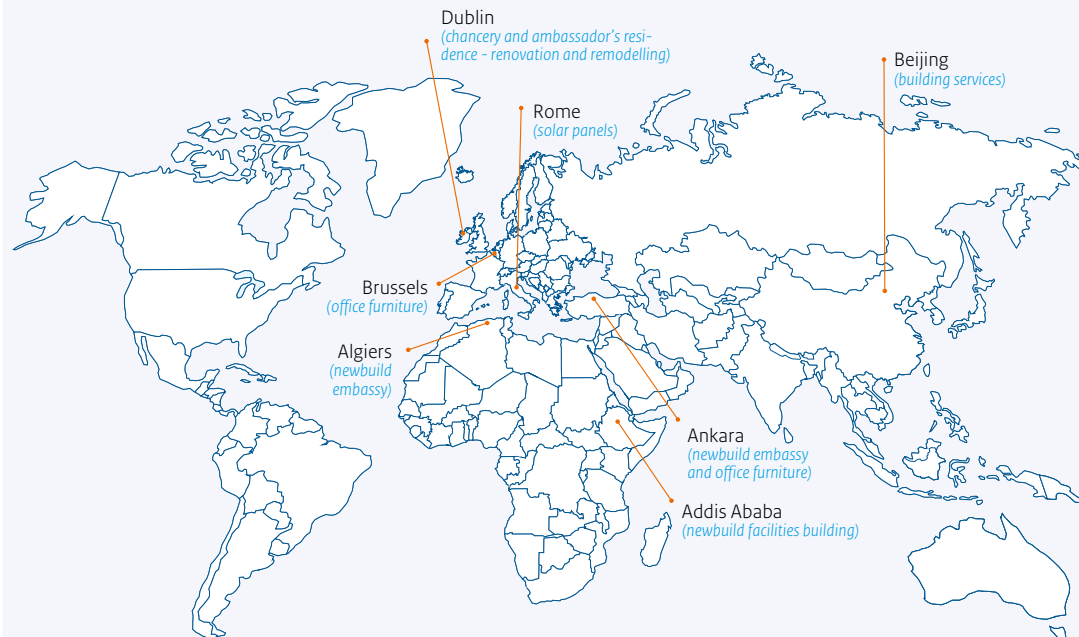 Dublin
(chancery and ambassador's resi-
dence - renovation and remodelling)
Beijing
(building services)
Rome
(solar panels)
Brussels
(office furniture)
Algiers
(newbuild
embassy)
Ankara
(newbuild embassy
and office furniture)
Addis Ababa
(newbuild facilities building)